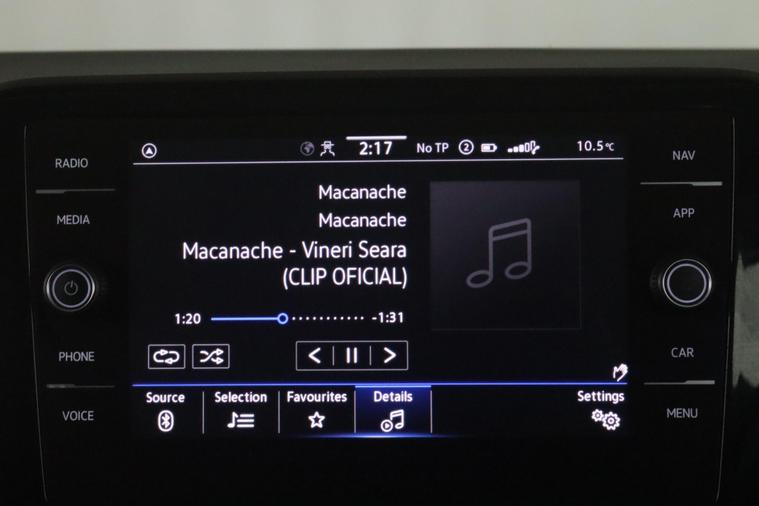 RADIO
MEDIA
PHONE
VOICE
2:17 No TP 2 10.5°C
Macanache
Macanache
Macanache - Vineri Seara
(CLIP OFICIAL)
1:20 -1:31
Source Selection Favourites Details Settings
NAV
APP
CAR
MENU